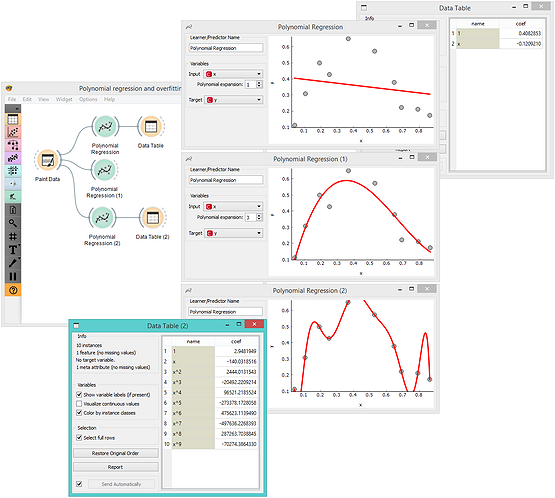 Data Table
Info
name coef
1 1 0.4082853
2 x -0.1209210
Polynomial Regression
Learner/Predictor Name
Polynomial Regression
Variables
Input C x
Polynomial expansion: 1
Target C y
0.6
0.5
0.4
0.3
0.2
0.1
y
0 0.1 0.2 0.3 0.4 0.5 0.6 0.7 0.8
x
Polynomial regression and overfittin
File Edit View Widget Options Help
Paint Data
Polynomial
Regression
Data Table
Polynomial
Regression (1)
Polynomial
Regression (2)
Data Table (2)
Polynomial Regression (1)
Learner/Predictor Name
Polynomial Regression
Variables
Input C x
Polynomial expansion: 3
Target C y
0.6
0.5
0.4
0.3
0.2
0.1
y
0 0.1 0.2 0.3 0.4 0.5 0.6 0.7 0.8
x
Polynomial Regression (2)
Learner/Predictor Name
Polynomial Regression
0.6
0.5
0.4
0.3
0.2
0.1
y
0 0.1 0.2 0.3 0.4 0.5 0.6 0.7 0.8
x
Data Table (2)
Info
10 instances
1 feature (no missing values)
No target variable.
1 meta attribute (no missing values)
Variables
Show variable labels (if present)
Visualize continuous values
Color by instance classes
Selection
Select full rows
Restore Original Order
Report
Send Automatically
name coef
1 1 2.9481949
2 x -140.0318516
3 x^2 2444.0131543
4 x^3 -20492.2209214
5 x^4 96521.2185524
6 x^5 -273378.1728058
7 x^6 475623.1139490
8 x^7 -497636.2268393
9 x^8 287263.7038845
10 x^9 -70274.3864330